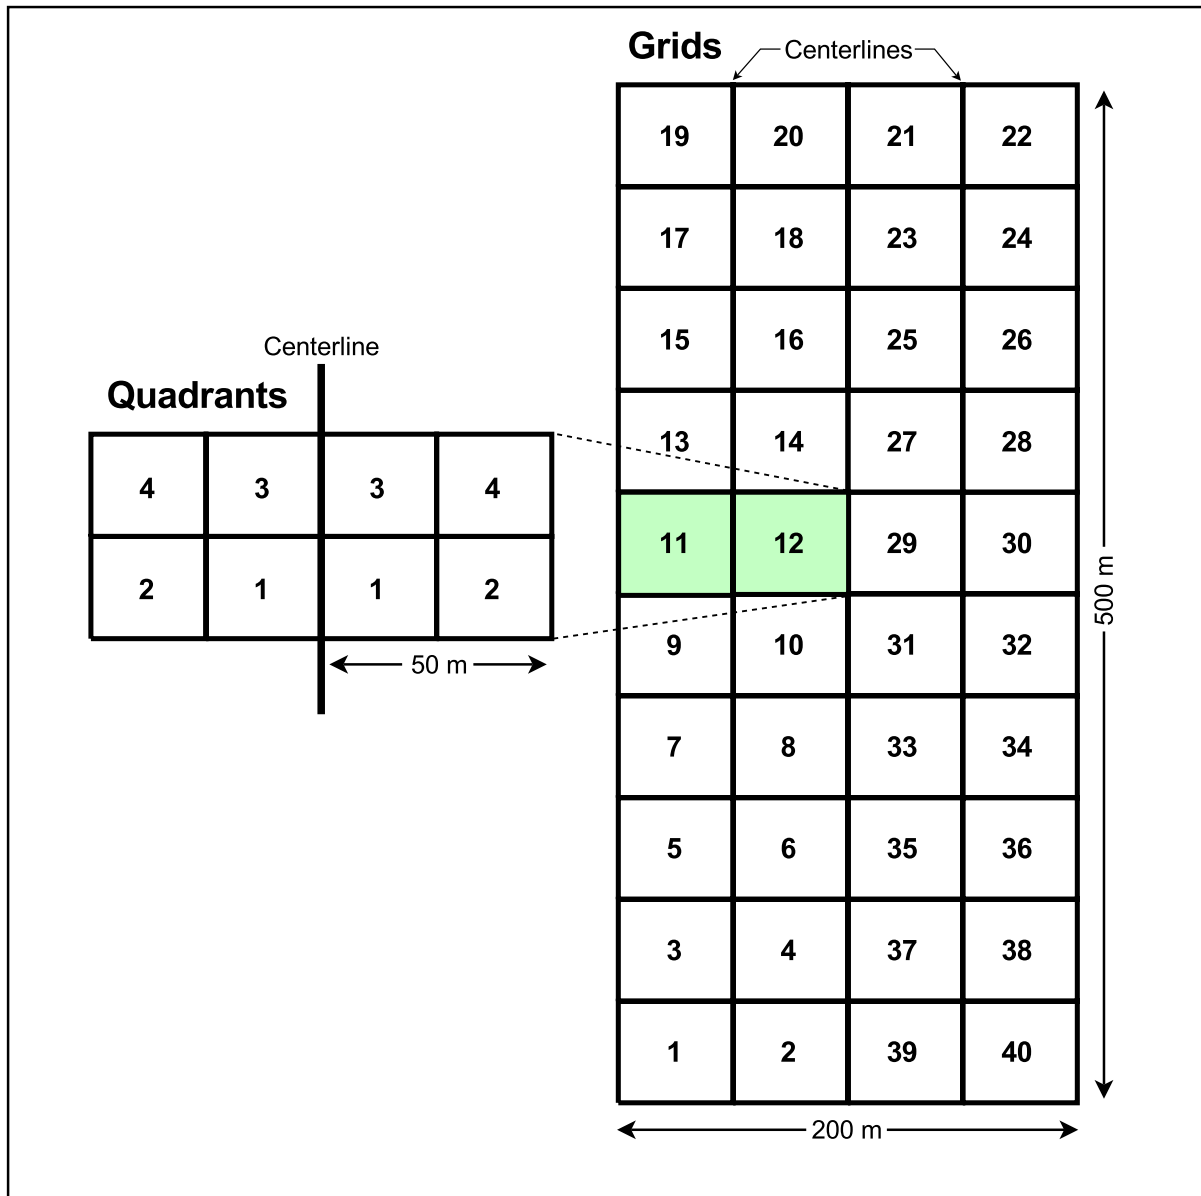 Grids
Centerlines
19 20 21 22
17 18 23 24
15 16 25 26
Centerline
Quadrants
13 14 27 28
4 3 3 4
11 12 29 30
2 1 1 2
500 m
50 m
9 10 31 32
7 8 33 34
5 6 35 36
3 4 37 38
1 2 39 40
200 m